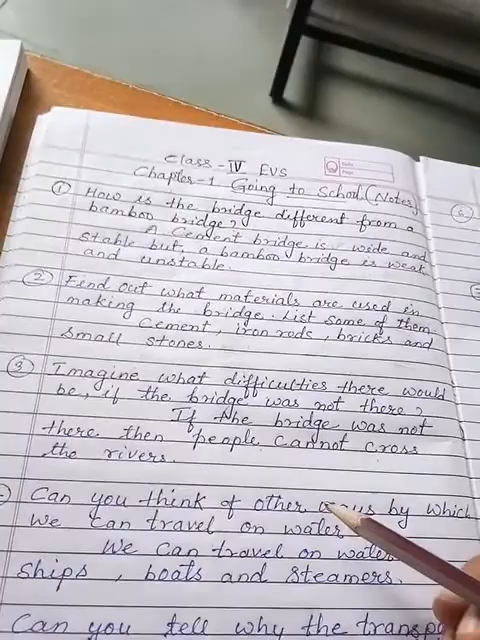 Class - IV EVS
Chapter-1 Going to School (Notes)
① How is the bridge different from a
bamboo bridge?
A Cement bridge is wide and
stable but a bamboo bridge is weak
and unstable.
② Find out what materials are used in
making the bridge. List some of them.
Cement, iron rods, bricks and
small stones.
③ Imagine what difficulties there would
be, if the bridge was not there?
If the bridge was not
there then people cannot cross
the rivers.
Can you think of other ways by which
we can travel on water
We can travel on water
ships, boats and steamers.
Can you tell why the